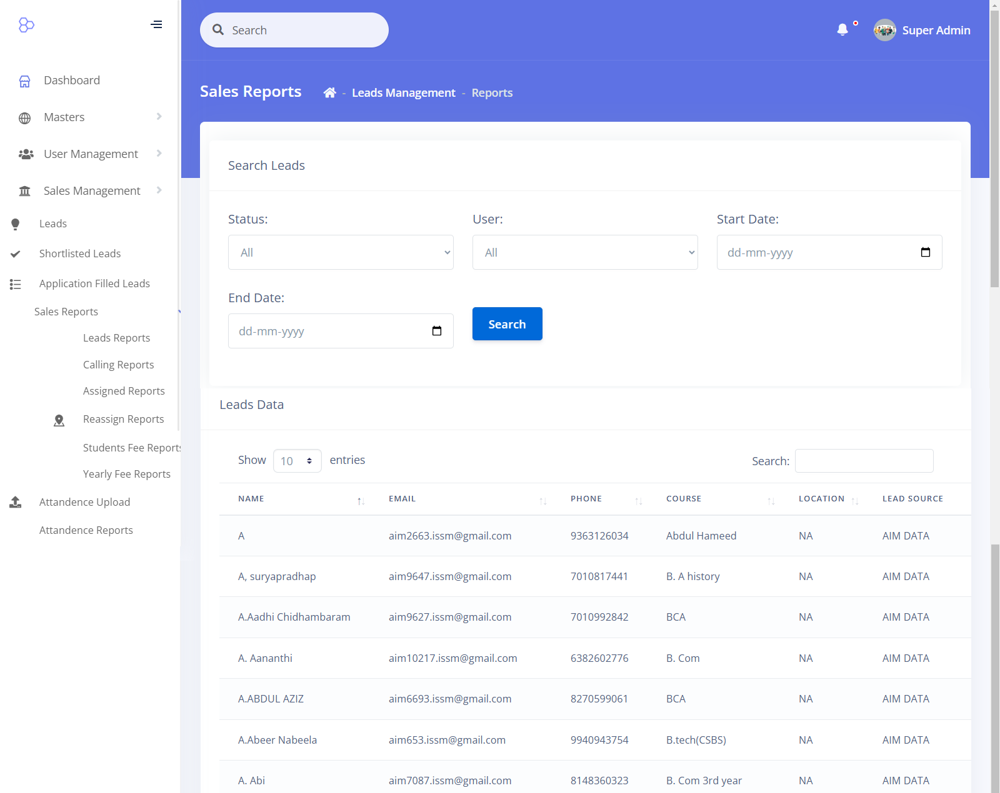 Search
Super Admin
Dashboard
Masters
User Management
Sales Management
Leads
Shortlisted Leads
Application Filled Leads
Sales Reports
Leads Reports
Calling Reports
Assigned Reports
Reassign Reports
Students Fee Reports
Yearly Fee Reports
Attandence Upload
Attandence Reports
Sales Reports - Leads Management - Reports
Search Leads
Status: User: Start Date:
All All dd-mm-yyyy
End Date:
dd-mm-yyyy Search
Leads Data
Show 10 entries Search:
NAME EMAIL PHONE COURSE LOCATION LEAD SOURCE
A aim2663.issm@gmail.com 9363126034 Abdul Hameed NA AIM DATA
A, suryapradhap aim9647.issm@gmail.com 7010817441 B. A history NA AIM DATA
A.Aadhi Chidhambaram aim9627.issm@gmail.com 7010992842 BCA NA AIM DATA
A. Aananthi aim10217.issm@gmail.com 6382602776 B. Com NA AIM DATA
A.ABDUL AZIZ aim6693.issm@gmail.com 8270599061 BCA NA AIM DATA
A.Abeer Nabeela aim653.issm@gmail.com 9940943754 B.tech(CSBS) NA AIM DATA
A. Abi aim7087.issm@gmail.com 8148360323 B. Com 3rd year NA AIM DATA